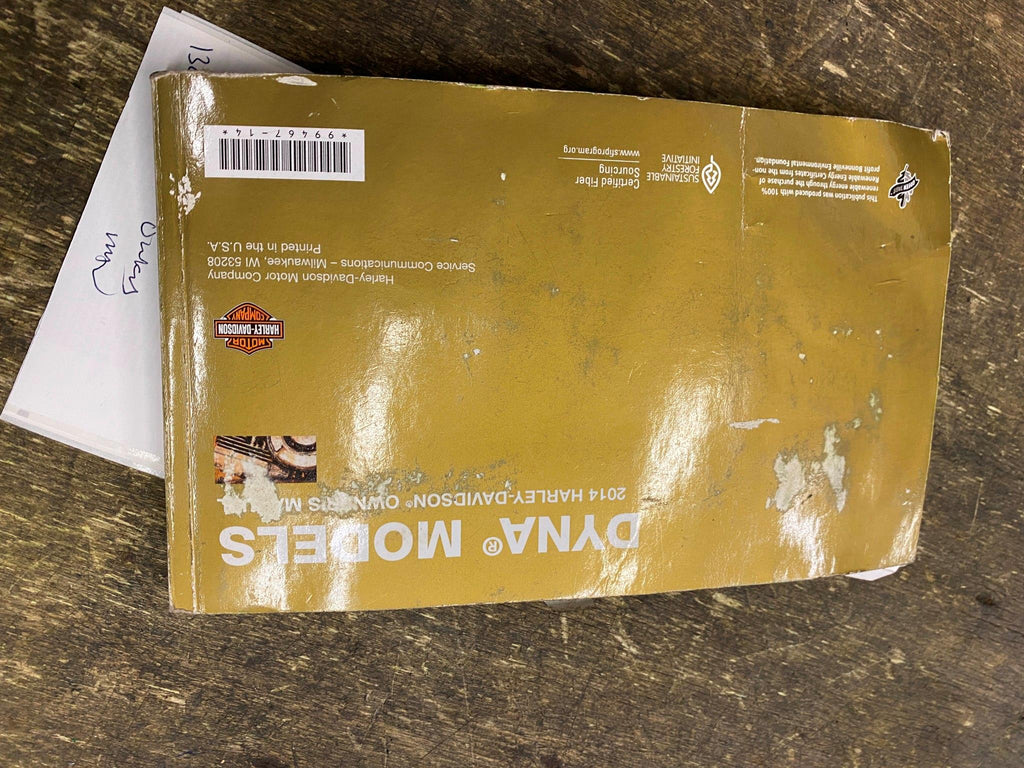 DYNA® MODELS
2014 HARLEY-DAVIDSON® OWNER'S
MOTOR
HARLEY-DAVIDSON
COMPANY
Harley-Davidson Motor Company
Service Communications – Milwaukee, WI 53208
Printed in the U.S.A.
*99467-14*
SUSTAINABLE
FORESTRY
INITIATIVE
Certified Fiber
Sourcing
www.sfiprogram.org
This publication was produced with 100%
renewable energy through the purchase of
Renewable Energy Certificates from the non-
profit Bonneville Environmental Foundation.